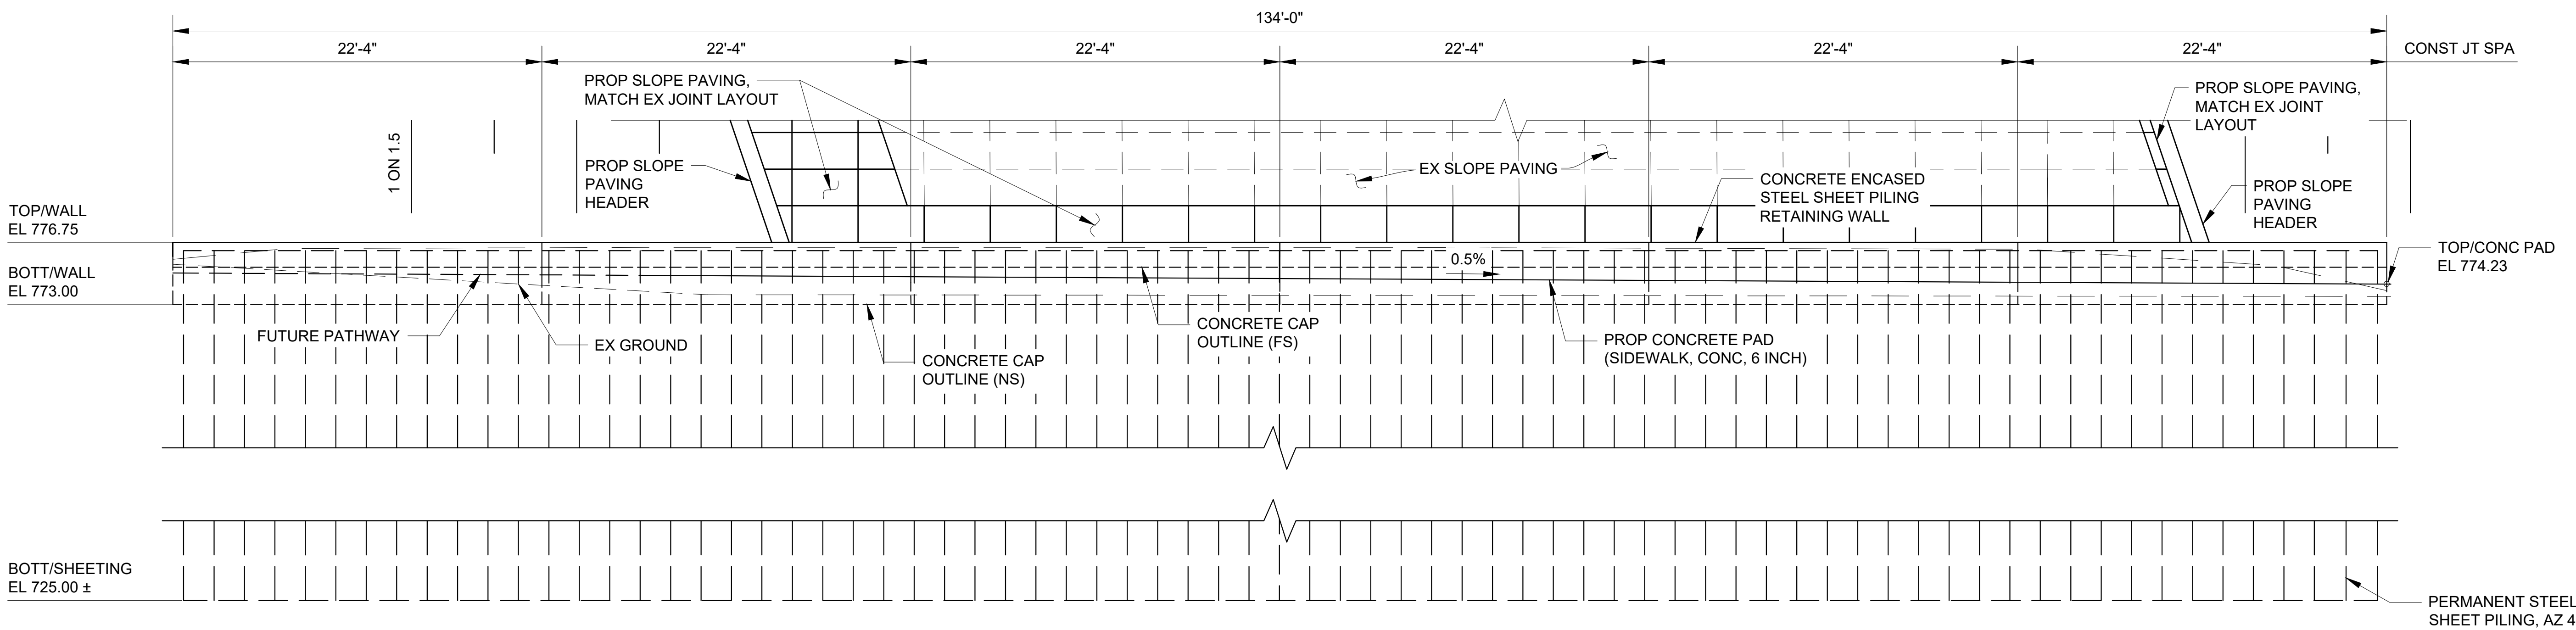 134'-0"
22'-4"
22'-4"
22'-4"
22'-4"
22'-4"
22'-4"
CONST JT SPA
PROP SLOPE PAVING,
MATCH EX JOINT LAYOUT
PROP SLOPE PAVING,
MATCH EX JOINT
LAYOUT
1 ON 1.5
PROP SLOPE
PAVING
HEADER
EX SLOPE PAVING
CONCRETE ENCASED
STEEL SHEET PILING
RETAINING WALL
PROP SLOPE
PAVING
HEADER
TOP/WALL
EL 776.75
BOTT/WALL
EL 773.00
0.5%
TOP/CONC PAD
EL 774.23
FUTURE PATHWAY
EX GROUND
CONCRETE CAP
OUTLINE (NS)
CONCRETE CAP
OUTLINE (FS)
PROP CONCRETE PAD
(SIDEWALK, CONC, 6 INCH)
BOTT/SHEETING
EL 725.00 ±
PERMANENT STEEL
SHEET PILING, AZ 4